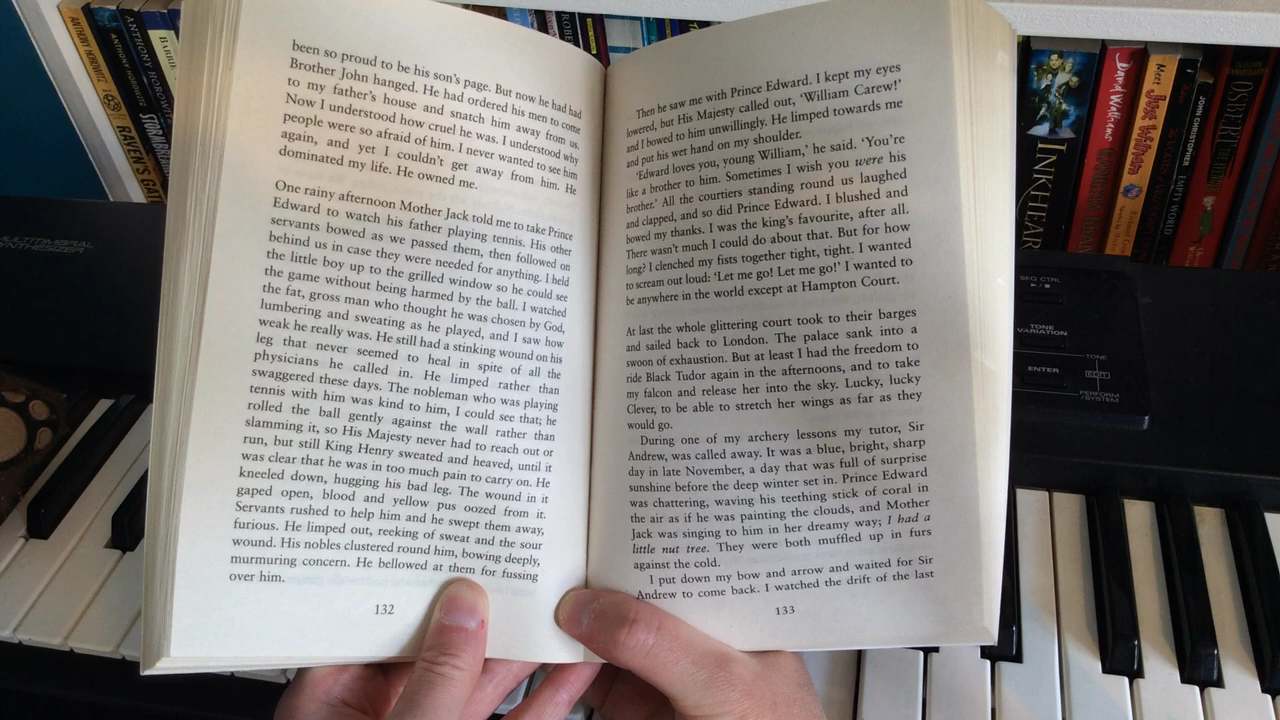 been so proud to be his son's page. But now he had had
Brother John hanged. He had ordered his men to come
to my father's house and snatch him away from us.
Now I understood how cruel he was. I understood why
people were so afraid of him. I never wanted to see him
again, and yet I couldn't get away from him. He
dominated my life. He owned me.
One rainy afternoon Mother Jack told me to take Prince
Edward to watch his father playing tennis. His other
servants bowed as we passed them, then followed on
behind us in case they were needed for anything. I held
the little boy up to the grilled window so he could see
the game without being harmed by the ball. I watched
the fat, gross man who thought he was chosen by God,
lumbering and sweating as he played, and I saw how
weak he really was. He still had a stinking wound on his
leg that never seemed to heal in spite of all the
physicians he called in. He limped rather than
swaggered these days. The nobleman who was playing
tennis with him was kind to him, I could see that; he
rolled the ball gently against the wall rather than
slamming it, so His Majesty never had to reach out or
run, but still King Henry sweated and heaved, until it
was clear that he was in too much pain to carry on. He
kneeled down, hugging his bad leg. The wound in it
gaped open, blood and yellow pus oozed from it.
Servants rushed to help him and he swept them away,
furious. He limped out, reeking of sweat and the sour
wound. His nobles clustered round him, bowing deeply,
murmuring concern. He bellowed at them for fussing
over him.
132
Then he saw me with Prince Edward. I kept my eyes
lowered, but His Majesty called out, 'William Carew!'
and I bowed to him unwillingly. He limped towards me
and put his wet hand on my shoulder.
'Edward loves you, young William,' he said. 'You're
like a brother to him. Sometimes I wish you were his
brother.' All the courtiers standing round us laughed
and clapped, and so did Prince Edward. I blushed and
bowed my thanks. I was the king's favourite, after all.
There wasn't much I could do about that. But for how
long? I clenched my fists together tight, tight. I wanted
to scream out loud: 'Let me go! Let me go!' I wanted to
be anywhere in the world except at Hampton Court.
At last the whole glittering court took to their barges
and sailed back to London. The palace sank into a
swoon of exhaustion. But at least I had the freedom to
ride Black Tudor again in the afternoons, and to take
my falcon and release her into the sky. Lucky, lucky
Clever, to be able to stretch her wings as far as they
would go.
During one of my archery lessons my tutor, Sir
Andrew, was called away. It was a blue, bright, sharp
day in late November, a day that was full of surprise
sunshine before the deep winter set in. Prince Edward
was chattering, waving his teething stick of coral in
the air as if he was painting the clouds, and Mother
Jack was singing to him in her dreamy way; I had a
little nut tree. They were both muffled up in furs
against the cold.
I put down my bow and arrow and waited for Sir
Andrew to come back. I watched the drift of the last
133
ANTHONY HOROWITZ RAVEN'S GATE
ANTHONY HOROWITZ
ANTHONY HOROWITZ STORMBREAKER
BARRIE
INKHEART
David Walliams
Meet Just William
JOHN CHRISTOPHER EMPTY WORLD
OSBERT
MULTITIMBRAL
SYNTHESIZER
SEQ CTRL
TONE
VARIATION
TONE
ENTER
EDIT
PERFORM
/SYSTEM